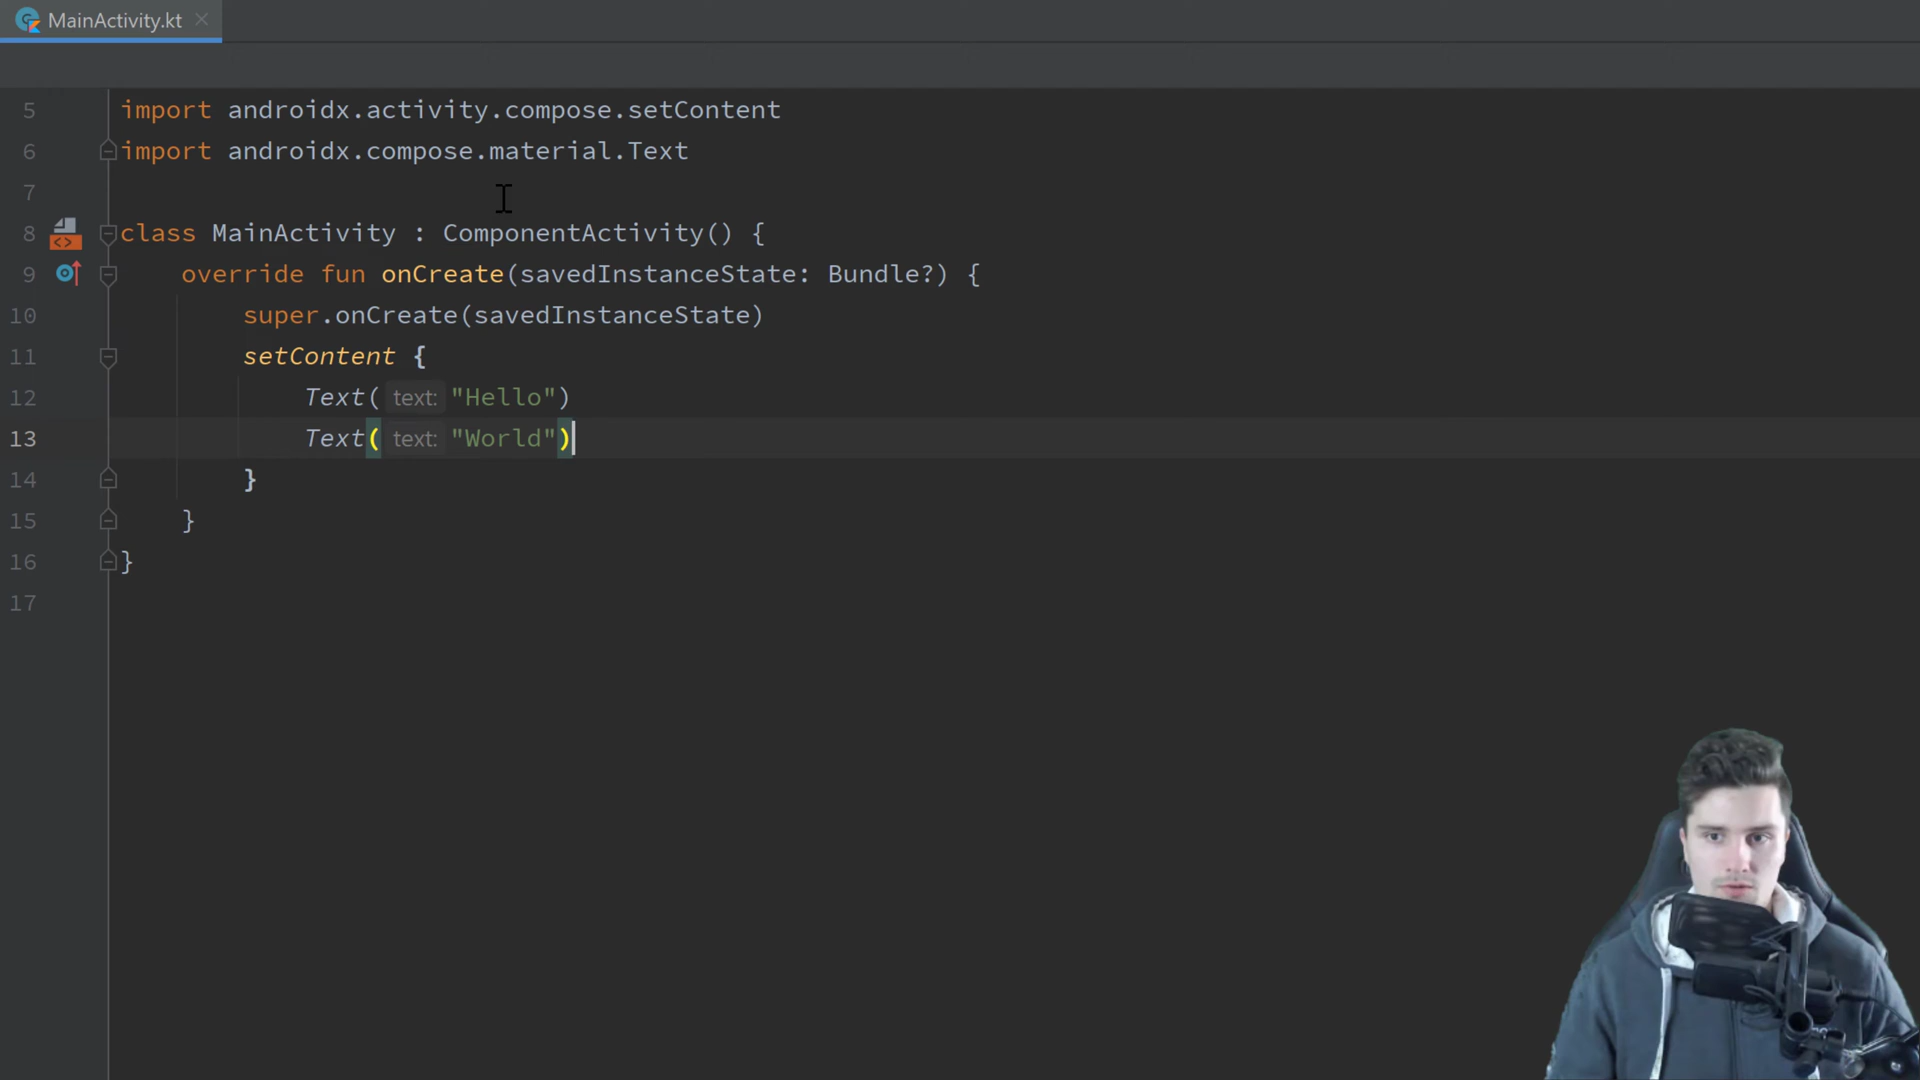 MainActivity.kt
5 import androidx.activity.compose.setContent
6 import androidx.compose.material.Text
7
8 class MainActivity : ComponentActivity() {
9 override fun onCreate(savedInstanceState: Bundle?) {
10 super.onCreate(savedInstanceState)
11 setContent {
12 Text( text: "Hello")
13 Text( text: "World")
14 }
15 }
16 }
17